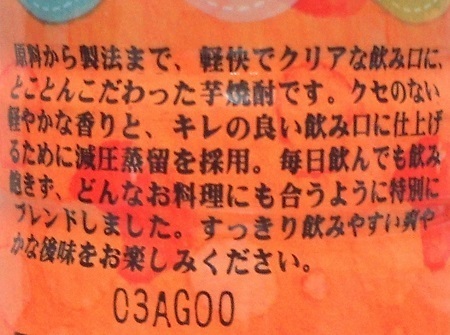 原料から製法まで、軽快でクリアな飲み口に、
とことんこだわった芋焼酎です。クセのない
軽やかな香りと、キレの良い飲み口に仕上げ
るために減圧蒸留を採用。毎日飲んでも飲み
飽きず、どんなお料理にも合うように特別に
ブレンドしました。すっきり飲みやすい爽や
かな後味をお楽しみください。
03AG00